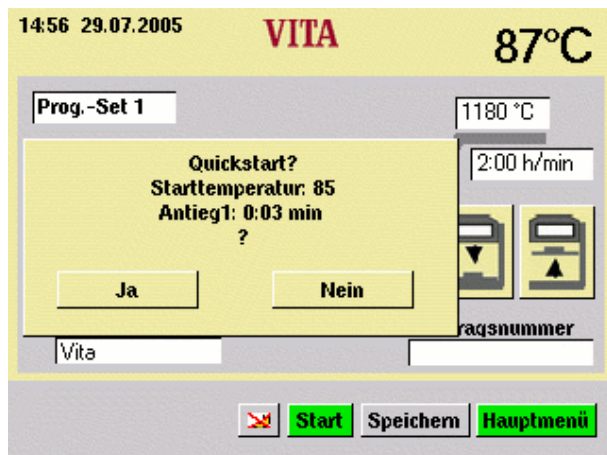 14:56 29.07.2005
VITA
87°C
Prog.-Set 1
1180 °C
2:00 h/min
Quickstart?
Starttemperatur: 85
Antieg1: 0:03 min
?
Ja
Nein
ragsnummer
Vita
Start
Speichern
Hauptmenü